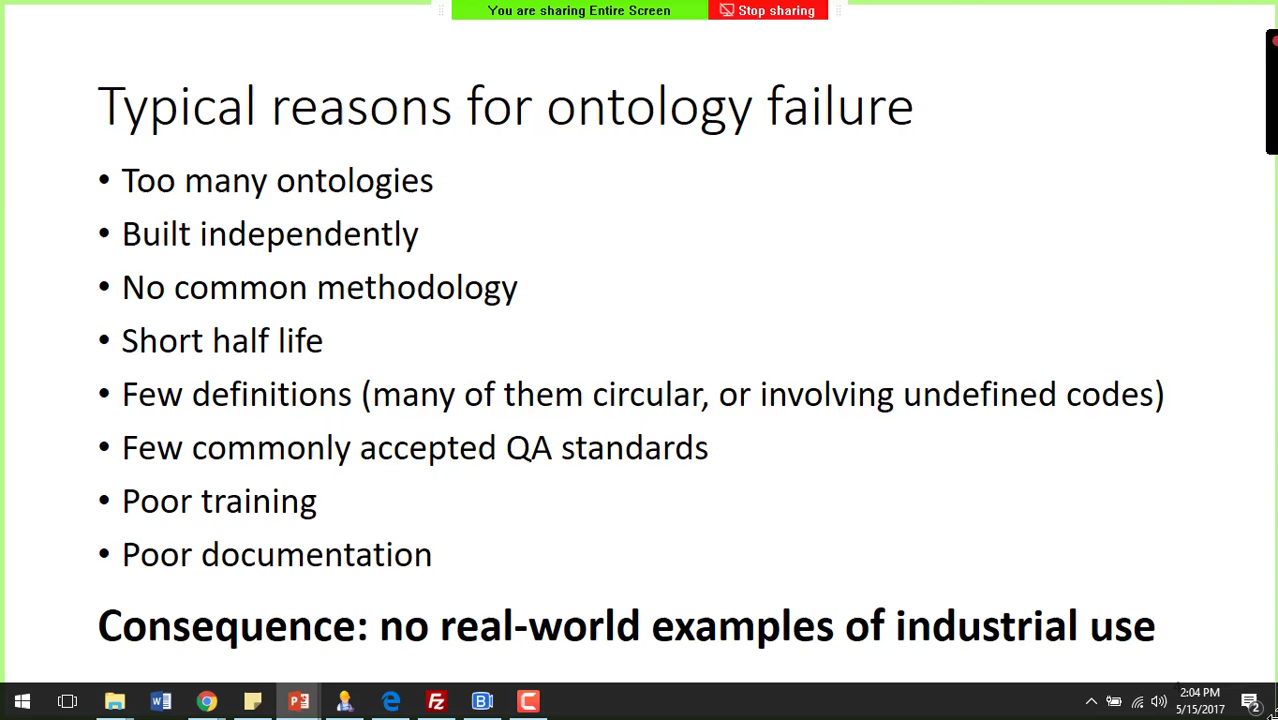 You are sharing Entire Screen Stop sharing
Typical reasons for ontology failure
• Too many ontologies
• Built independently
• No common methodology
• Short half life
• Few definitions (many of them circular, or involving undefined codes)
• Few commonly accepted QA standards
• Poor training
• Poor documentation
Consequence: no real-world examples of industrial use
2:04 PM
5/15/2017
2